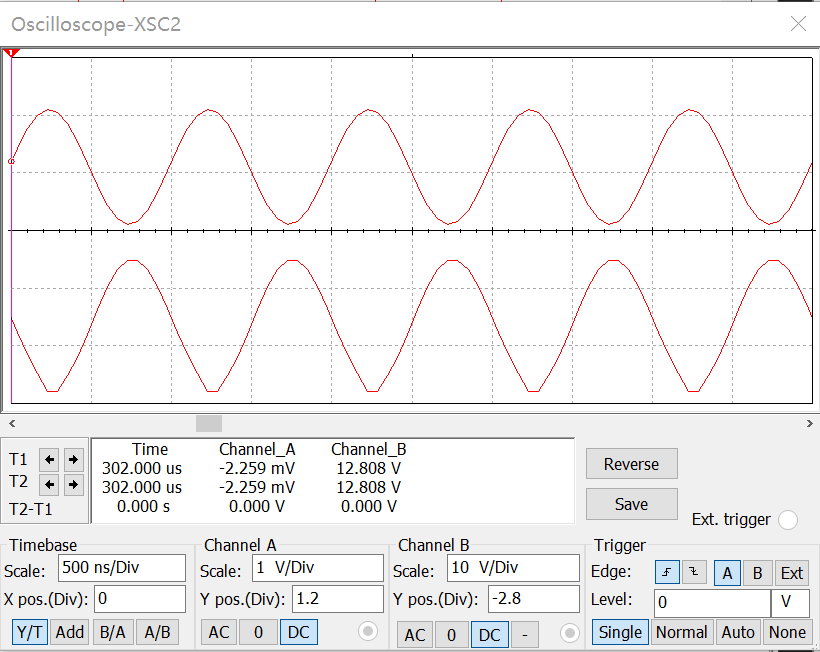 Oscilloscope-XSC2
1
T1
T2
T2-T1
Time Channel_A Channel_B
302.000 us -2.259 mV 12.808 V
302.000 us -2.259 mV 12.808 V
0.000 s 0.000 V 0.000 V
Reverse
Save
Ext. trigger
Timebase
Scale: 500 ns/Div
X pos.(Div): 0
Y/T Add B/A A/B
Channel A
Scale: 1 V/Div
Y pos.(Div): 1.2
AC 0 DC
Channel B
Scale: 10 V/Div
Y pos.(Div): -2.8
AC 0 DC -
Trigger
Edge: A B Ext
Level: 0 V
Single Normal Auto None